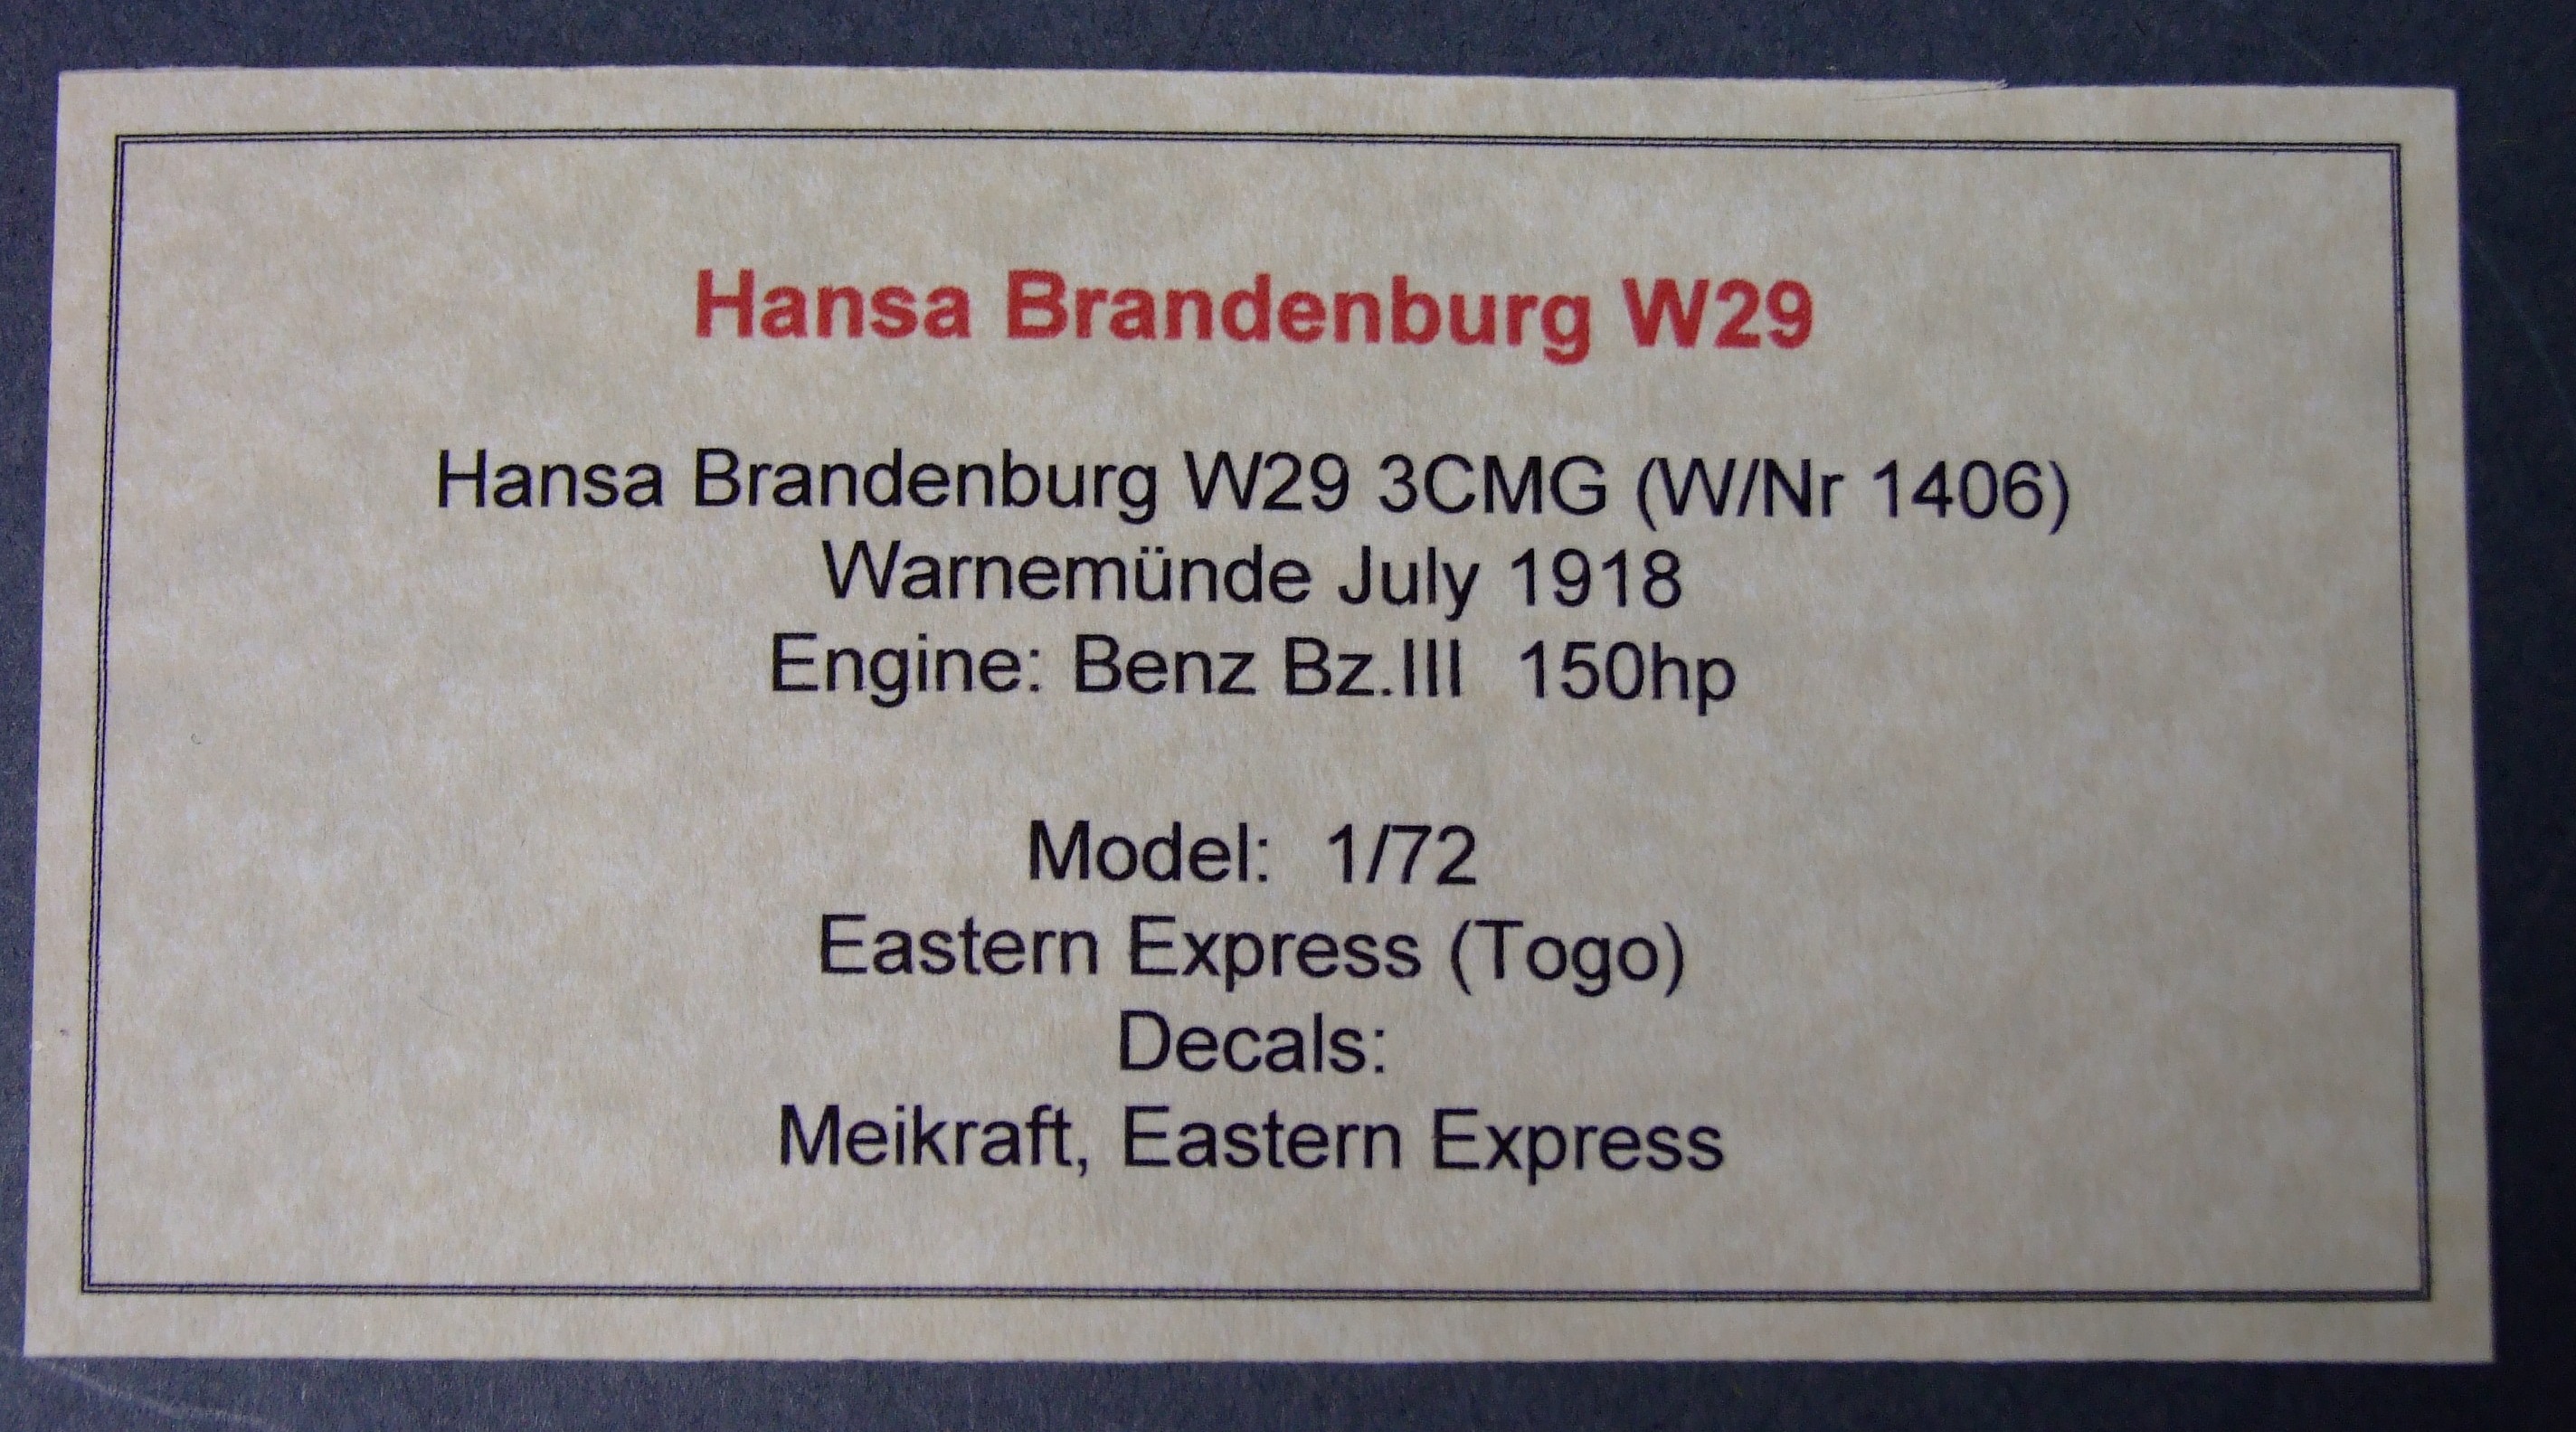 Hansa Brandenburg W29
Hansa Brandenburg W29 3CMG (W/Nr 1406)
Warnemünde July 1918
Engine: Benz Bz.III  150hp
Model:  1/72
Eastern Express (Togo)
Decals:
Meikraft, Eastern Express